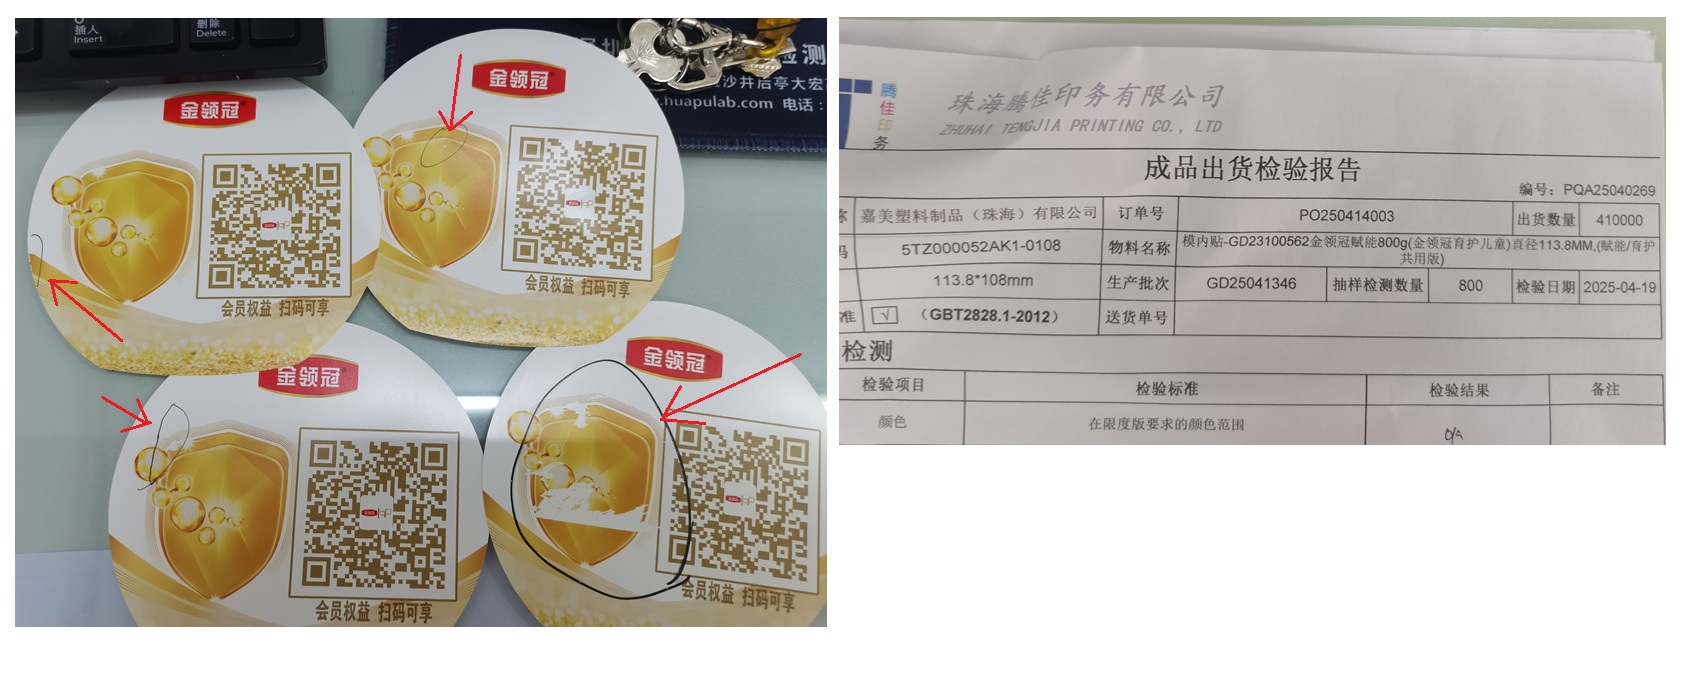 插入
Insert
删除
Delete
检测
沙井后亭大宏
.huapulab.com 电话：
金领冠
会员权益 扫码可享
金领冠
会员权益 扫码可享
金领冠
会员权益 扫码可享
金领冠
会员权益 扫码可享
腾佳印务
珠海腾佳印务有限公司
ZHUHAI TENGJIA PRINTING CO., LTD
成品出货检验报告
编号：PQA25040269
嘉美塑料制品（珠海）有限公司 订单号 PO250414003 出货数量 410000
5TZ000052AK1-0108 物料名称 模内贴-GD23100562金领冠赋能800g(金领冠育护儿童)直径113.8MM,(赋能/育护共用版)
113.8*108mm 生产批次 GD25041346 抽样检测数量 800 检验日期 2025-04-19
准 √ （GBT2828.1-2012） 送货单号
检测
检验项目 检验标准 检验结果 备注
颜色 在限度版要求的颜色范围